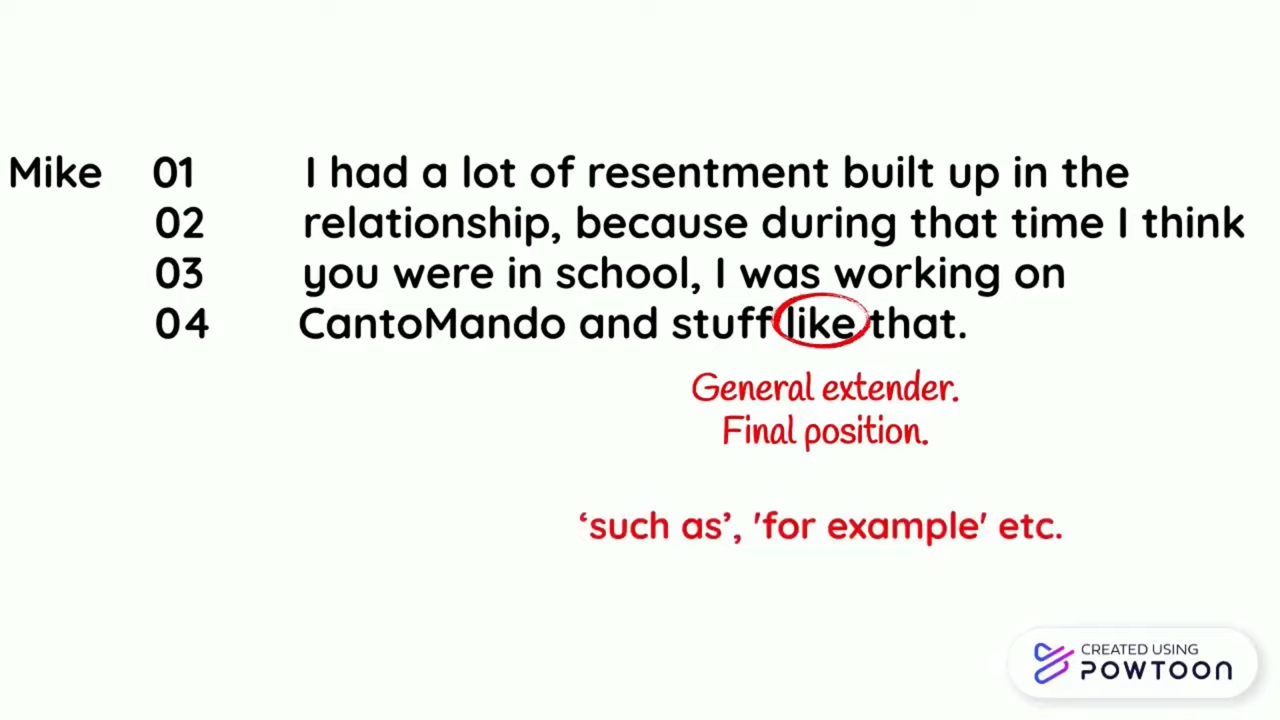 Mike 01 I had a lot of resentment built up in the
02 relationship, because during that time I think
03 you were in school, I was working on
04 CantoMando and stuff like that.
General extender.
Final position.
‘such as’, 'for example' etc.
CREATED USING
POWTOON